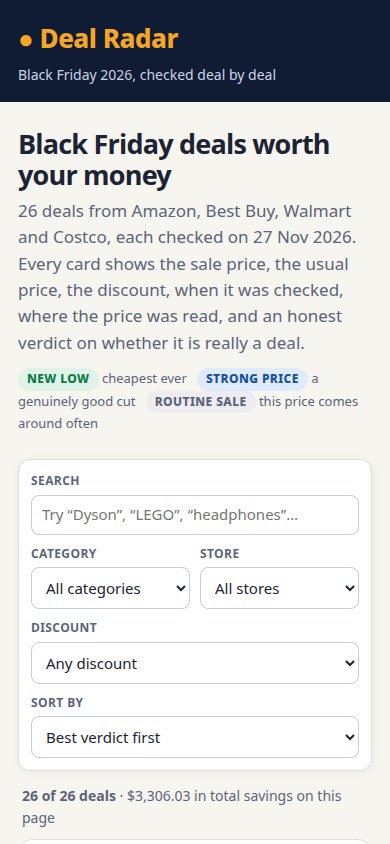 ● Deal Radar
Black Friday 2026, checked deal by deal
Black Friday deals worth
your money
26 deals from Amazon, Best Buy, Walmart
and Costco, each checked on 27 Nov 2026.
Every card shows the sale price, the usual
price, the discount, when it was checked,
where the price was read, and an honest
verdict on whether it is really a deal.
NEW LOW cheapest ever STRONG PRICE a
genuinely good cut ROUTINE SALE this price comes
around often
SEARCH
Try “Dyson”, “LEGO”, “headphones”…
CATEGORY STORE
All categories All stores
DISCOUNT
Any discount
SORT BY
Best verdict first
26 of 26 deals · $3,306.03 in total savings on this
page